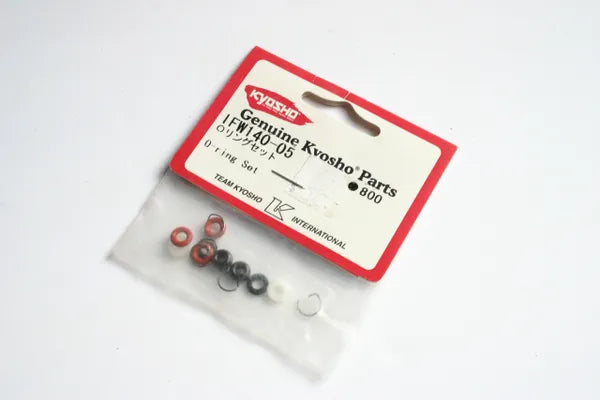 KYOSHO
Genuine Kyosho® Parts
IFW140-05
Oリングセット
O-ring Set
●800
TEAM KYOSHO K INTERNATIONAL